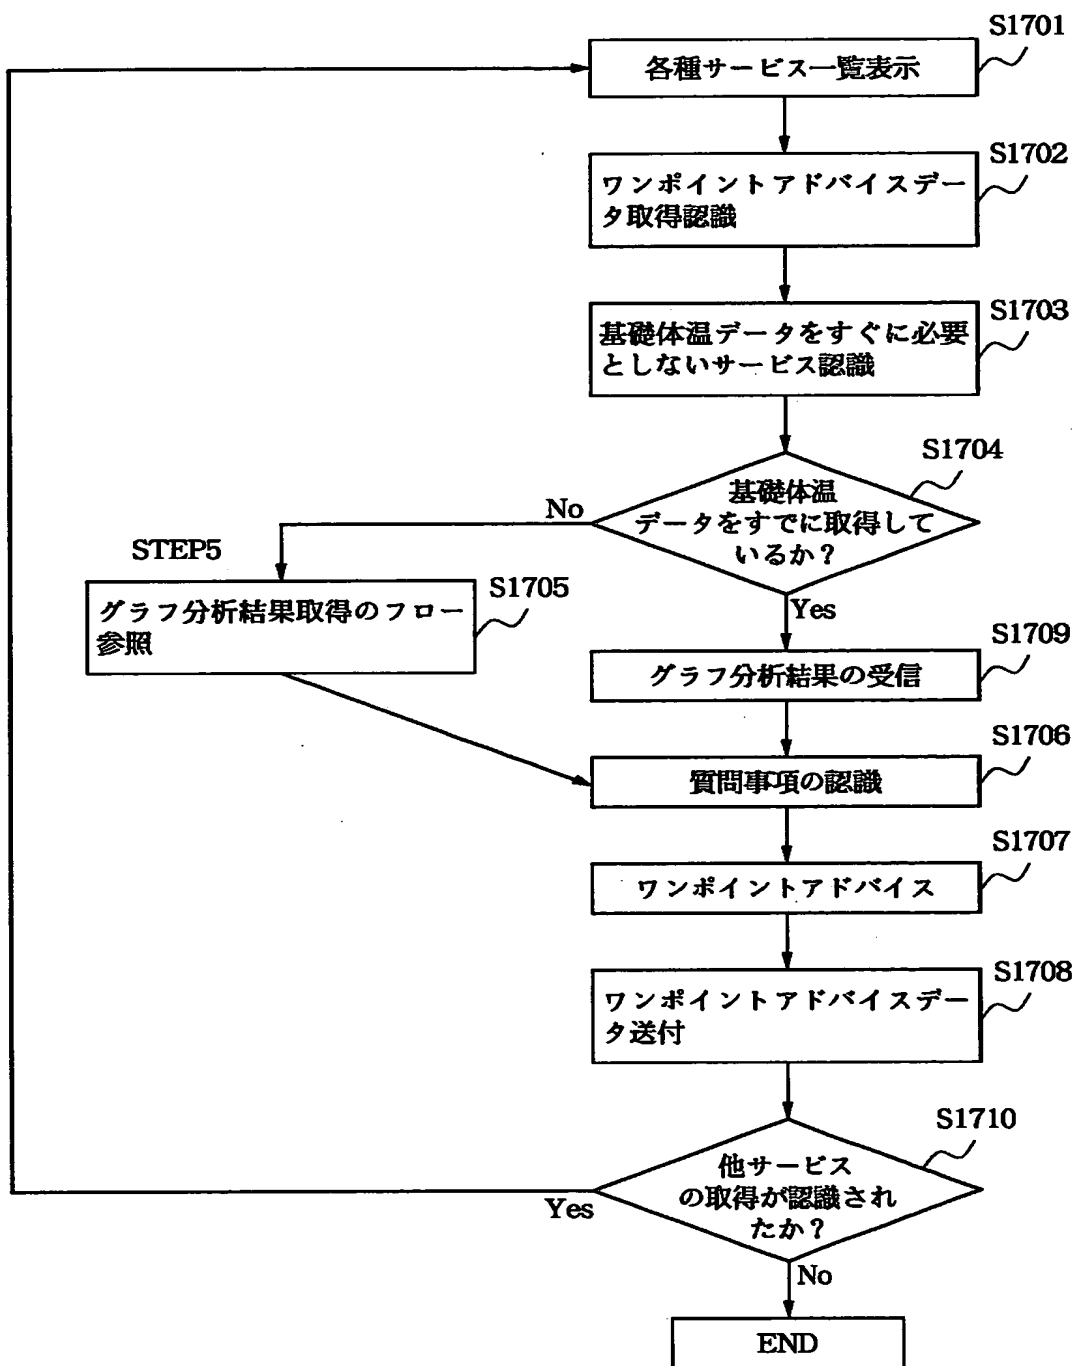 S1701
各種サービス一覧表示
S1702
ワンポイントアドバイスデー
タ取得認識
S1703
基礎体温データをすぐに必要
としないサービス認識
S1704
基礎体温
データをすでに取得して
いるか？
No
Yes
STEP5
S1705
グラフ分析結果取得のフロー
参照
S1709
グラフ分析結果の受信
S1706
質問事項の認識
S1707
ワンポイントアドバイス
S1708
ワンポイントアドバイスデー
タ送付
S1710
他サービス
の取得が認識され
たか？
Yes
No
END